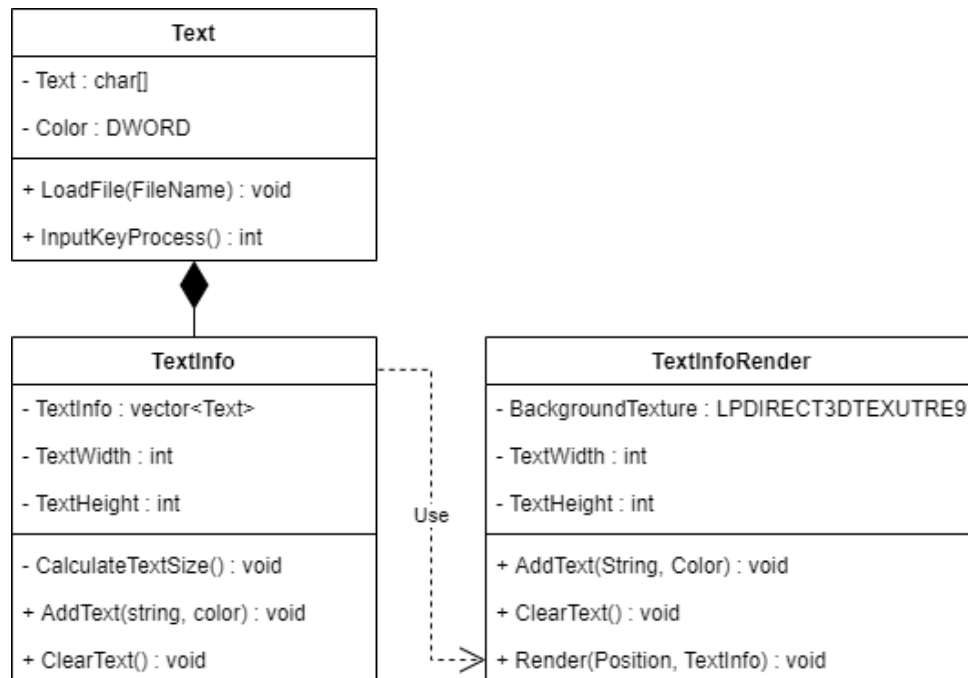 Text
- Text : char[]
- Color : DWORD
+ LoadFile(FileName) : void
+ InputKeyProcess() : int
TextInfo
- TextInfo : vector<Text>
- TextWidth : int
- TextHeight : int
- CalculateTextSize() : void
+ AddText(string, color) : void
+ ClearText() : void
Use
TextInfoRender
- BackgroundTexture : LPDIRECT3DTEXUTRE9
- TextWidth : int
- TextHeight : int
+ AddText(String, Color) : void
+ ClearText() : void
+ Render(Position, TextInfo) : void